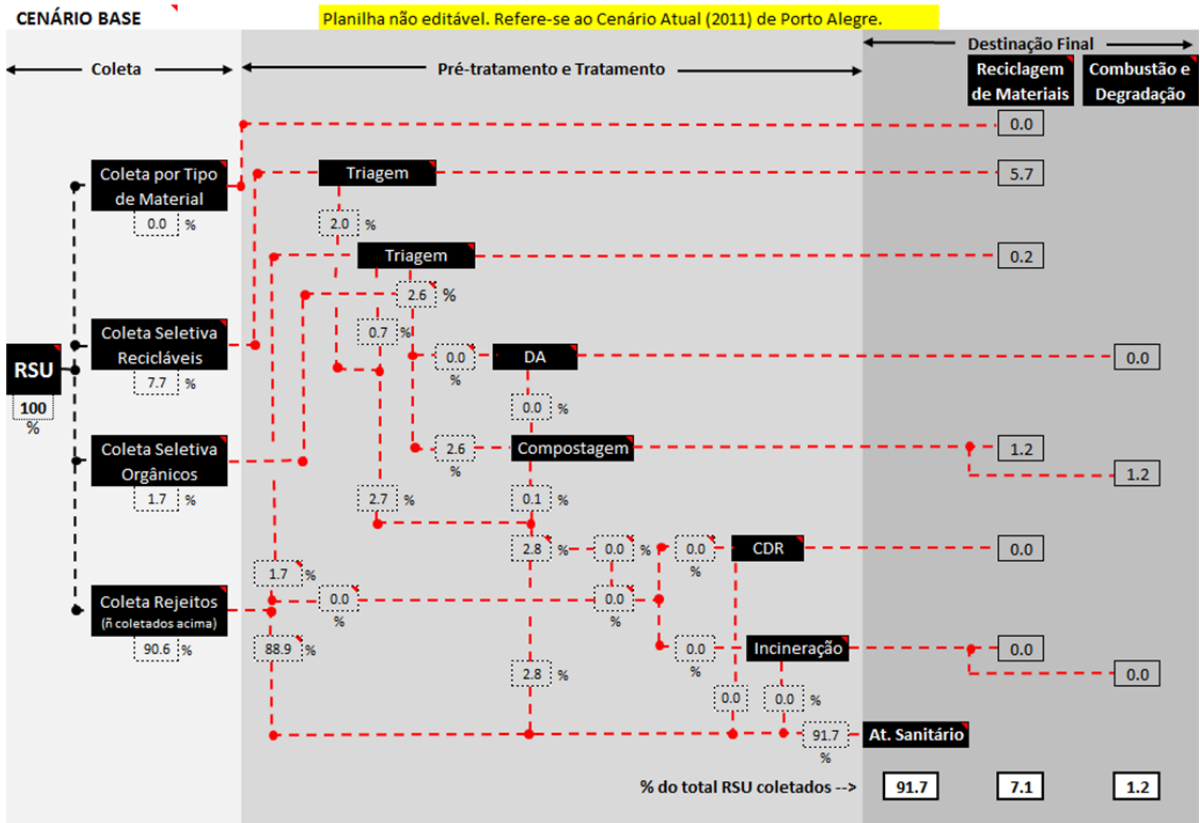 CENÁRIO BASE
Planilha não editável. Refere-se ao Cenário Atual (2011) de Porto Alegre.
Destinação Final
Coleta
Pré-tratamento e Tratamento
Reciclagem
de Materiais
Combustão e
Degradação
0.0
Coleta por Tipo
de Material
0.0 %
Triagem
5.7
2.0 %
Triagem
0.2
2.6 %
0.7 %
Coleta Seletiva
Recicláveis
7.7 %
RSU
100
%
0.0
%
DA
0.0
0.0 %
Coleta Seletiva
Orgânicos
1.7 %
2.6
%
Compostagem
1.2
1.2
2.7 %
0.1 %
2.8 %
0.0 %
0.0
%
CDR
0.0
1.7 %
Coleta Rejeitos
(ñ coletados acima)
90.6 %
0.0
%
0.0
%
88.9 %
0.0
%
Incineração
0.0
0.0
2.8 %
0.0
0.0 %
91.7
%
At. Sanitário
% do total RSU coletados -->
91.7
7.1
1.2